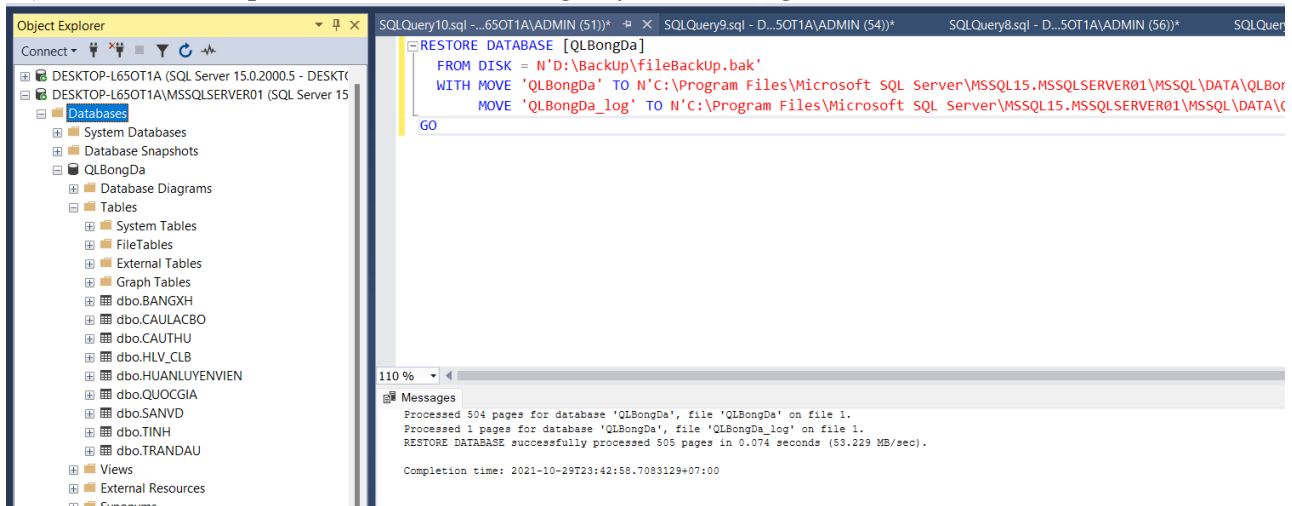 Object Explorer
Connect
DESKTOP-L65OT1A (SQL Server 15.0.2000.5 - DESKT
DESKTOP-L65OT1A\MSSQLSERVER01 (SQL Server 15
Databases
System Databases
Database Snapshots
QLBongDa
Database Diagrams
Tables
System Tables
FileTables
External Tables
Graph Tables
dbo.BANGXH
dbo.CAULACBO
dbo.CAUTHU
dbo.HLV_CLB
dbo.HUANLUYENVIEN
dbo.QUOCGIA
dbo.SANVD
dbo.TINH
dbo.TRANDAU
Views
External Resources
Synonyms
SQLQuery10.sql -...65OT1A\ADMIN (51))* SQLQuery9.sql - D...5OT1A\ADMIN (54))* SQLQuery8.sql - D...5OT1A\ADMIN (56))* SQLQuery
RESTORE DATABASE [QLBongDa]
FROM DISK = N'D:\BackUp\fileBackUp.bak'
WITH MOVE 'QLBongDa' TO N'C:\Program Files\Microsoft SQL Server\MSSQL15.MSSQLSERVER01\MSSQL\DATA\QLBon
MOVE 'QLBongDa_log' TO N'C:\Program Files\Microsoft SQL Server\MSSQL15.MSSQLSERVER01\MSSQL\DATA\
GO
110 %
Messages
Processed 504 pages for database 'QLBongDa', file 'QLBongDa' on file 1.
Processed 1 pages for database 'QLBongDa', file 'QLBongDa_log' on file 1.
RESTORE DATABASE successfully processed 505 pages in 0.074 seconds (53.229 MB/sec).
Completion time: 2021-10-29T23:42:58.7083129+07:00